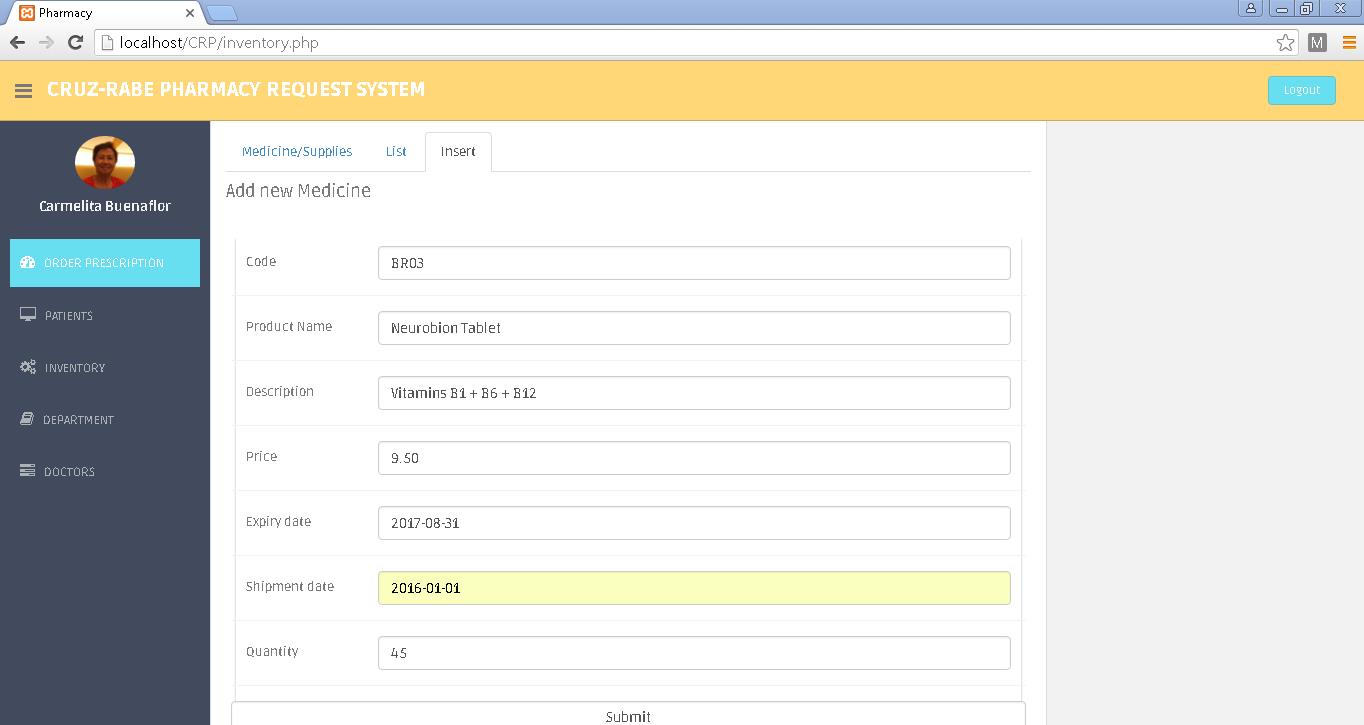 Pharmacy
localhost/CRP/inventory.php
M
CRUZ-RABE PHARMACY REQUEST SYSTEM
Logout
Carmelita Buenaflor
ORDER PRESCRIPTION
PATIENTS
INVENTORY
DEPARTMENT
DOCTORS
Medicine/Supplies List Insert
Add new Medicine
Code BR03
Product Name Neurobion Tablet
Description Vitamins B1 + B6 + B12
Price 9.50
Expiry date 2017-08-31
Shipment date 2016-01-01
Quantity 45
Submit